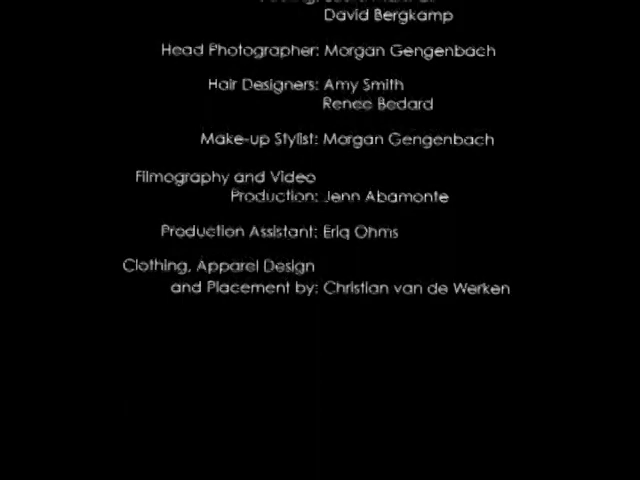 David Bergkamp
Head Photographer: Morgan Gengenbach
Hair Designers: Amy Smith
Renee Bedard
Make-up Stylist: Morgan Gengenbach
Filmography and Video
Production: Jenn Abamonte
Production Assistant: Eriq Ohms
Clothing, Apparel Design
and Placement by: Christian van de Werken